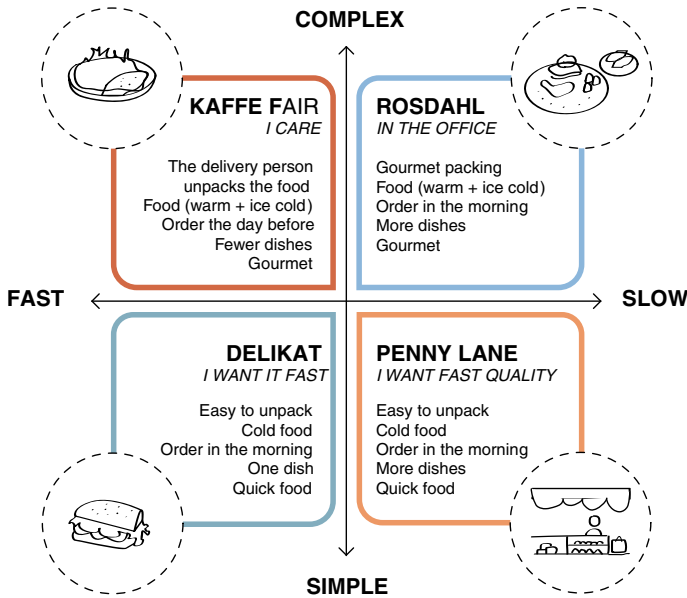 COMPLEX
KAFFE FAIR
I CARE
The delivery person
unpacks the food
Food (warm + ice cold)
Order the day before
Fewer dishes
Gourmet
ROSDAHL
IN THE OFFICE
Gourmet packing
Food (warm + ice cold)
Order in the morning
More dishes
Gourmet
FAST
SLOW
DELIKAT
I WANT IT FAST
Easy to unpack
Cold food
Order in the morning
One dish
Quick food
PENNY LANE
I WANT FAST QUALITY
Easy to unpack
Cold food
Order in the morning
More dishes
Quick food
SIMPLE